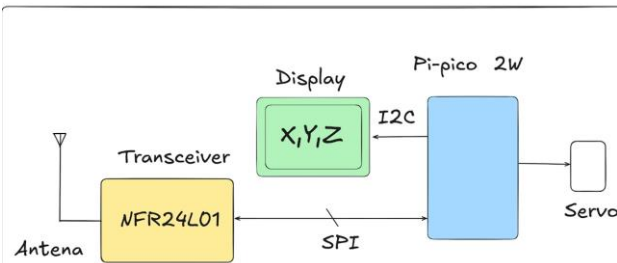 Display
Pi-pico 2W
I2C
X,Y,Z
Transceiver
NFR24L01
SPI
Servo
Antena